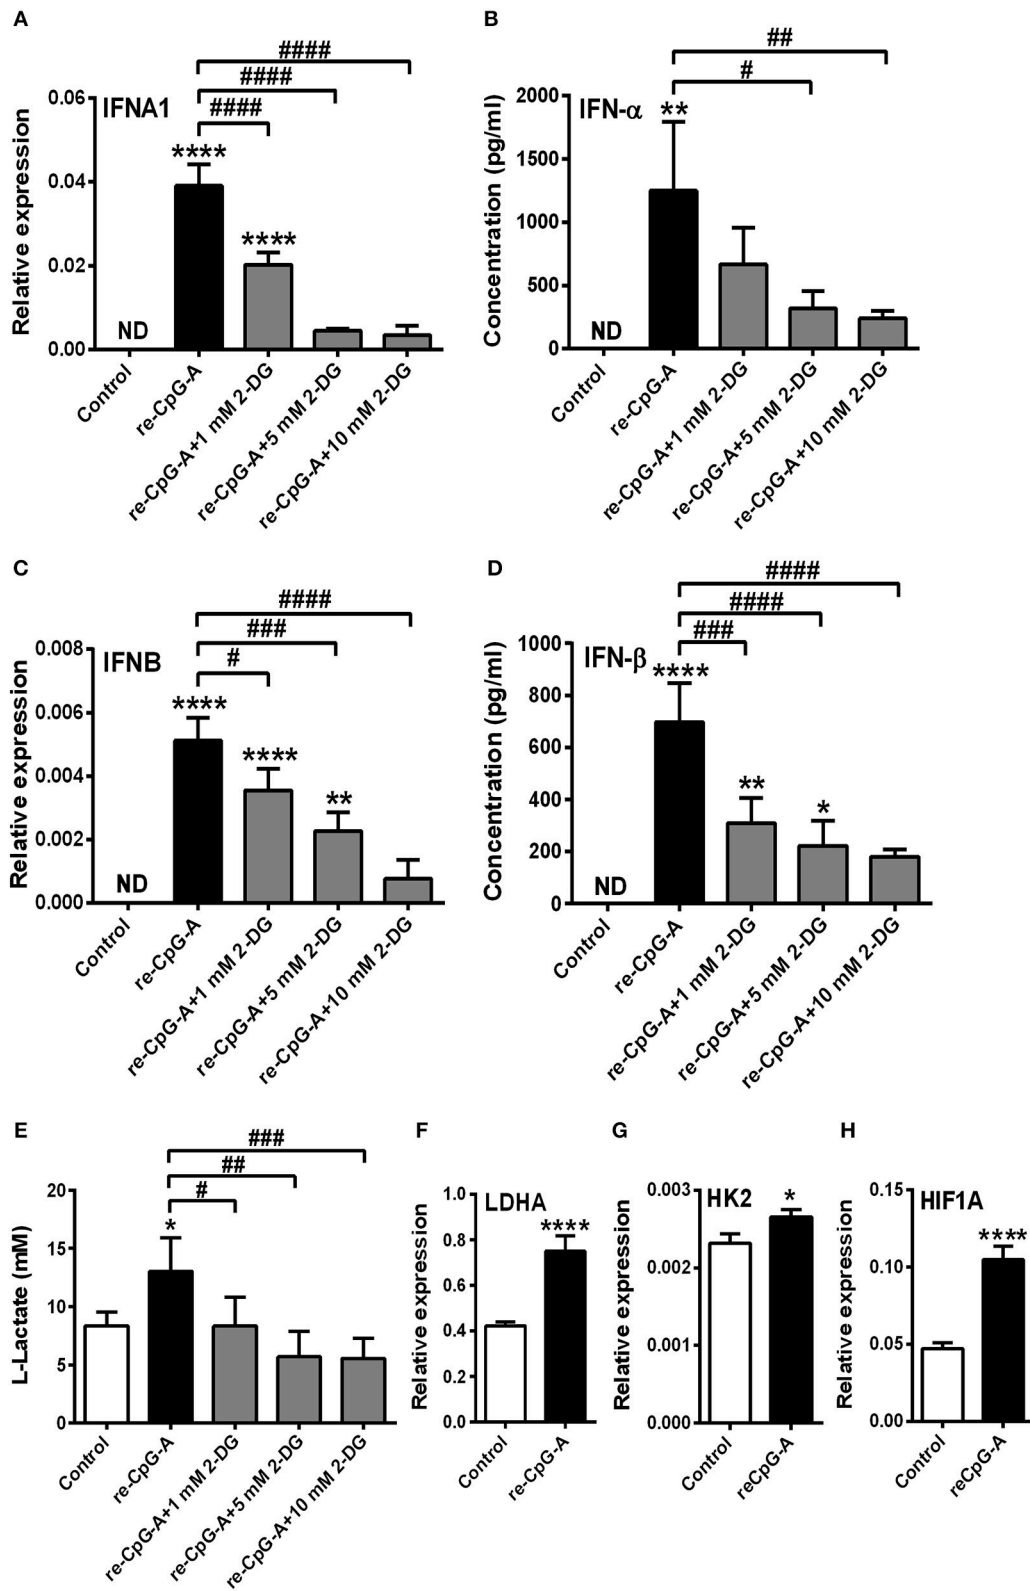 A
####
####
####
IFNA1
****
****
ND
Relative expression
0.06
0.04
0.02
0.00
Control
re-CpG-A
re-CpG-A+1 mM 2-DG
re-CpG-A+5 mM 2-DG
re-CpG-A+10 mM 2-DG
B
##
#
IFN-α
**
ND
Concentration (pg/ml)
2000
1500
1000
500
0
Control
re-CpG-A
re-CpG-A+1 mM 2-DG
re-CpG-A+5 mM 2-DG
re-CpG-A+10 mM 2-DG
C
####
###
#
IFNB
****
****
**
ND
Relative expression
0.008
0.006
0.004
0.002
0.000
Control
re-CpG-A
re-CpG-A+1 mM 2-DG
re-CpG-A+5 mM 2-DG
re-CpG-A+10 mM 2-DG
D
####
####
###
IFN-β
****
**
*
ND
Concentration (pg/ml)
1000
800
600
400
200
0
Control
re-CpG-A
re-CpG-A+1 mM 2-DG
re-CpG-A+5 mM 2-DG
re-CpG-A+10 mM 2-DG
E
###
##
#
*
L-Lactate (mM)
20
15
10
5
0
Control
re-CpG-A
re-CpG-A+1 mM 2-DG
re-CpG-A+5 mM 2-DG
re-CpG-A+10 mM 2-DG
F
LDHA
****
Relative expression
1.0
0.8
0.6
0.4
0.2
0.0
Control
re-CpG-A
G
HK2
*
Relative expression
0.003
0.002
0.001
0.000
Control
reCpG-A
H
HIF1A
****
Relative expression
0.15
0.10
0.05
0.00
Control
reCpG-A